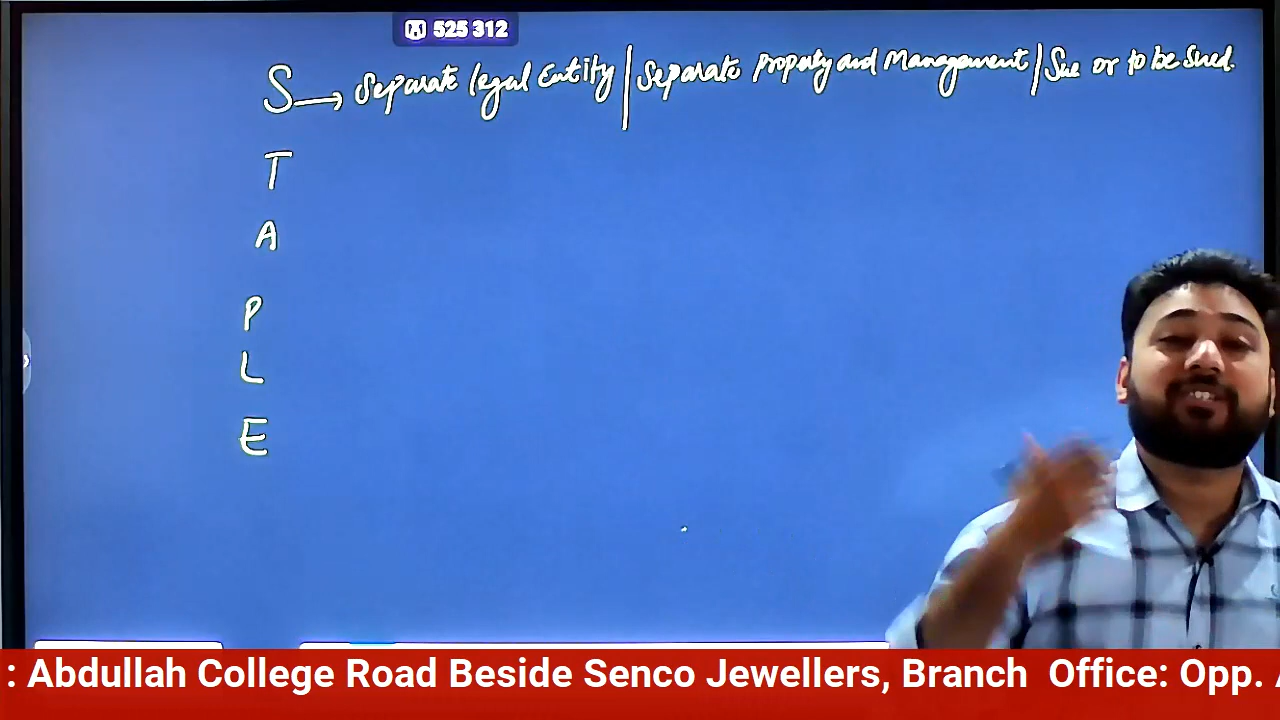 525 312
S → Separate legal Entity | Separate Property and Management | Sue or to be Sued.
T
A
P
L
E
: Abdullah College Road Beside Senco Jewellers, Branch Office: Opp. A